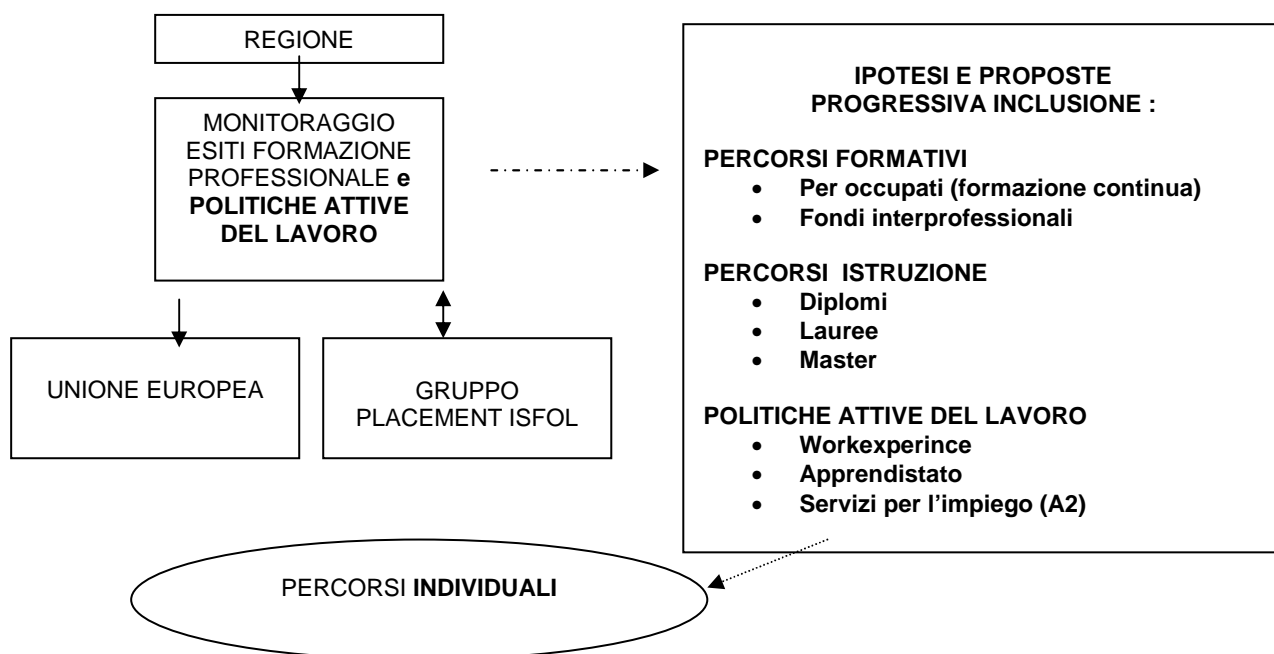 REGIONE
MONITORAGGIO
ESITI FORMAZIONE
PROFESSIONALE e
POLITICHE ATTIVE
DEL LAVORO
UNIONE EUROPEA
GRUPPO
PLACEMENT ISFOL
IPOTESI E PROPOSTE
PROGRESSIVA INCLUSIONE :
PERCORSI FORMATIVI
• Per occupati (formazione continua)
• Fondi interprofessionali
PERCORSI ISTRUZIONE
• Diplomi
• Lauree
• Master
POLITICHE ATTIVE DEL LAVORO
• Workexperince
• Apprendistato
• Servizi per l'impiego (A2)
PERCORSI INDIVIDUALI